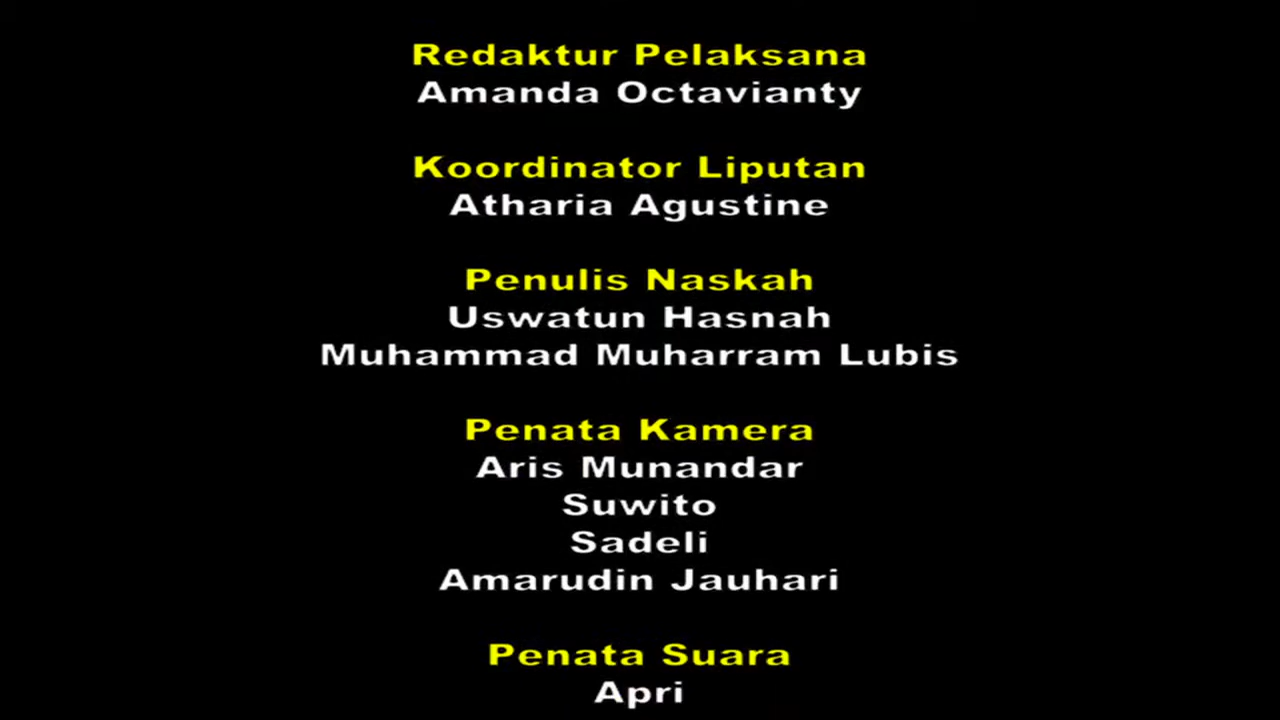 Redaktur Pelaksana
Amanda Octavianty
Koordinator Liputan
Atharia Agustine
Penulis Naskah
Uswatun Hasnah
Muhammad Muharram Lubis
Penata Kamera
Aris Munandar
Suwito
Sadeli
Amarudin Jauhari
Penata Suara
Apri